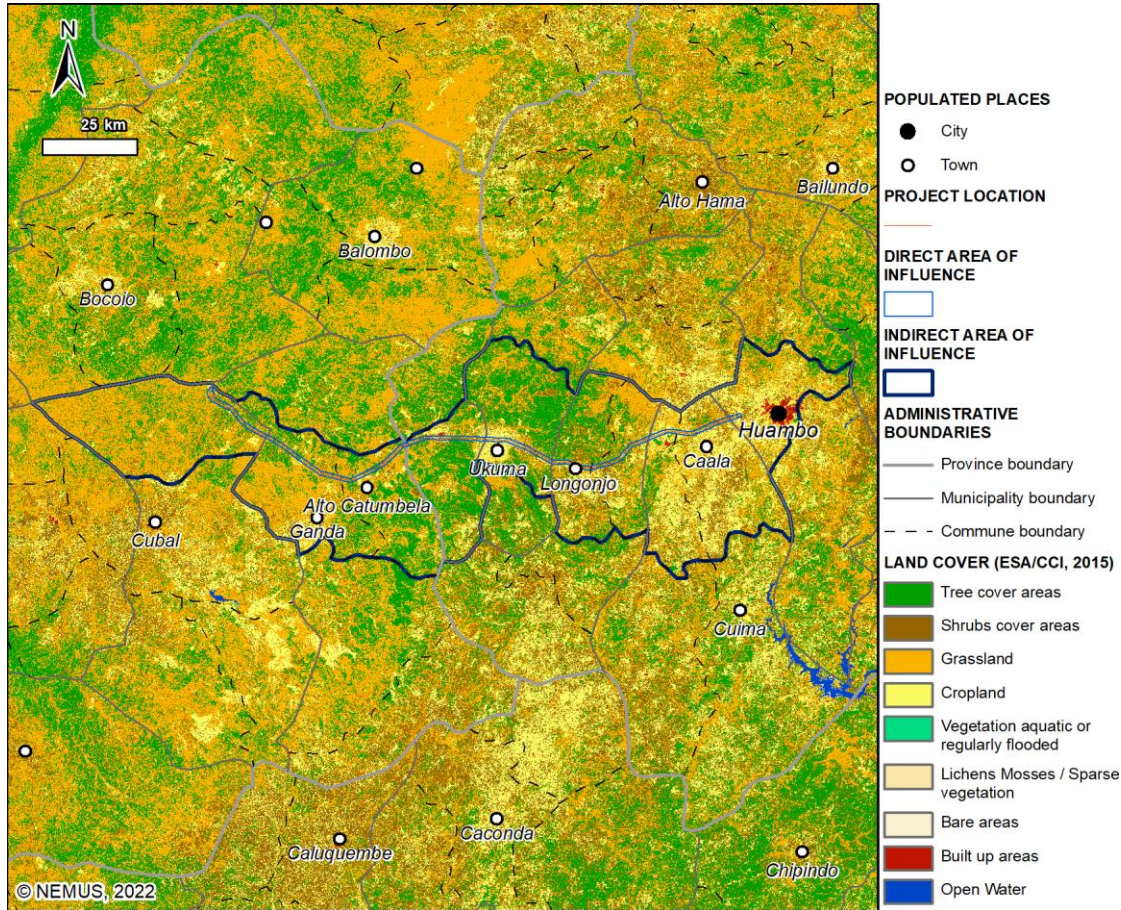 N
25 km
Bailundo
Alto Hama
Balombo
Bocoio
Huambo
Ukuma
Caala
Longonjo
Alto Catumbela
Ganda
Cubal
Cuima
Caconda
Caluquembe
Chipindo
© NEMUS, 2022
POPULATED PLACES
City
Town
PROJECT LOCATION
DIRECT AREA OF
INFLUENCE
INDIRECT AREA OF
INFLUENCE
ADMINISTRATIVE
BOUNDARIES
Province boundary
Municipality boundary
Commune boundary
LAND COVER (ESA/CCI, 2015)
Tree cover areas
Shrubs cover areas
Grassland
Cropland
Vegetation aquatic or
regularly flooded
Lichens Mosses / Sparse
vegetation
Bare areas
Built up areas
Open Water